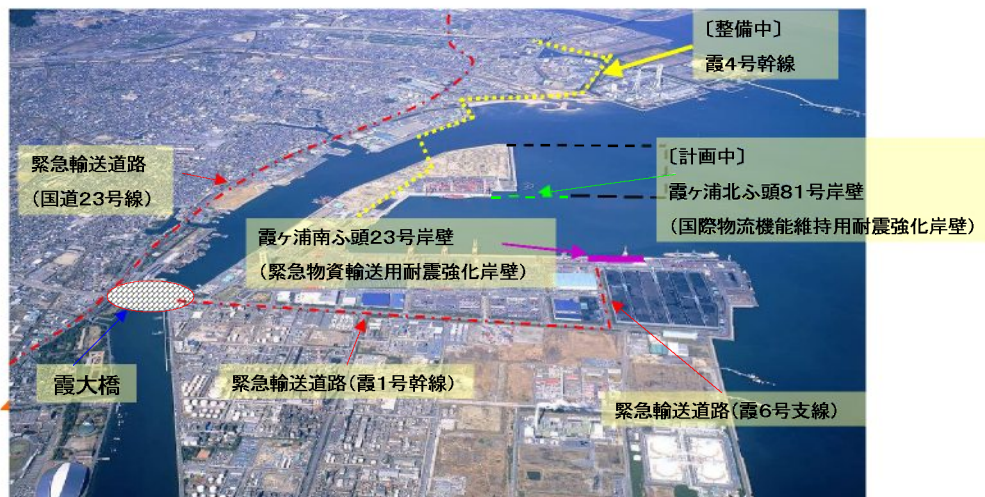 〔整備中〕
霞4号幹線
緊急輸送道路
(国道23号線)
〔計画中〕
霞ヶ浦北ふ頭81号岸壁
(国際物流機能維持用耐震強化岸壁)
霞ヶ浦南ふ頭23号岸壁
(緊急物資輸送用耐震強化岸壁)
霞大橋
緊急輸送道路(霞1号幹線)
緊急輸送道路(霞6号支線)